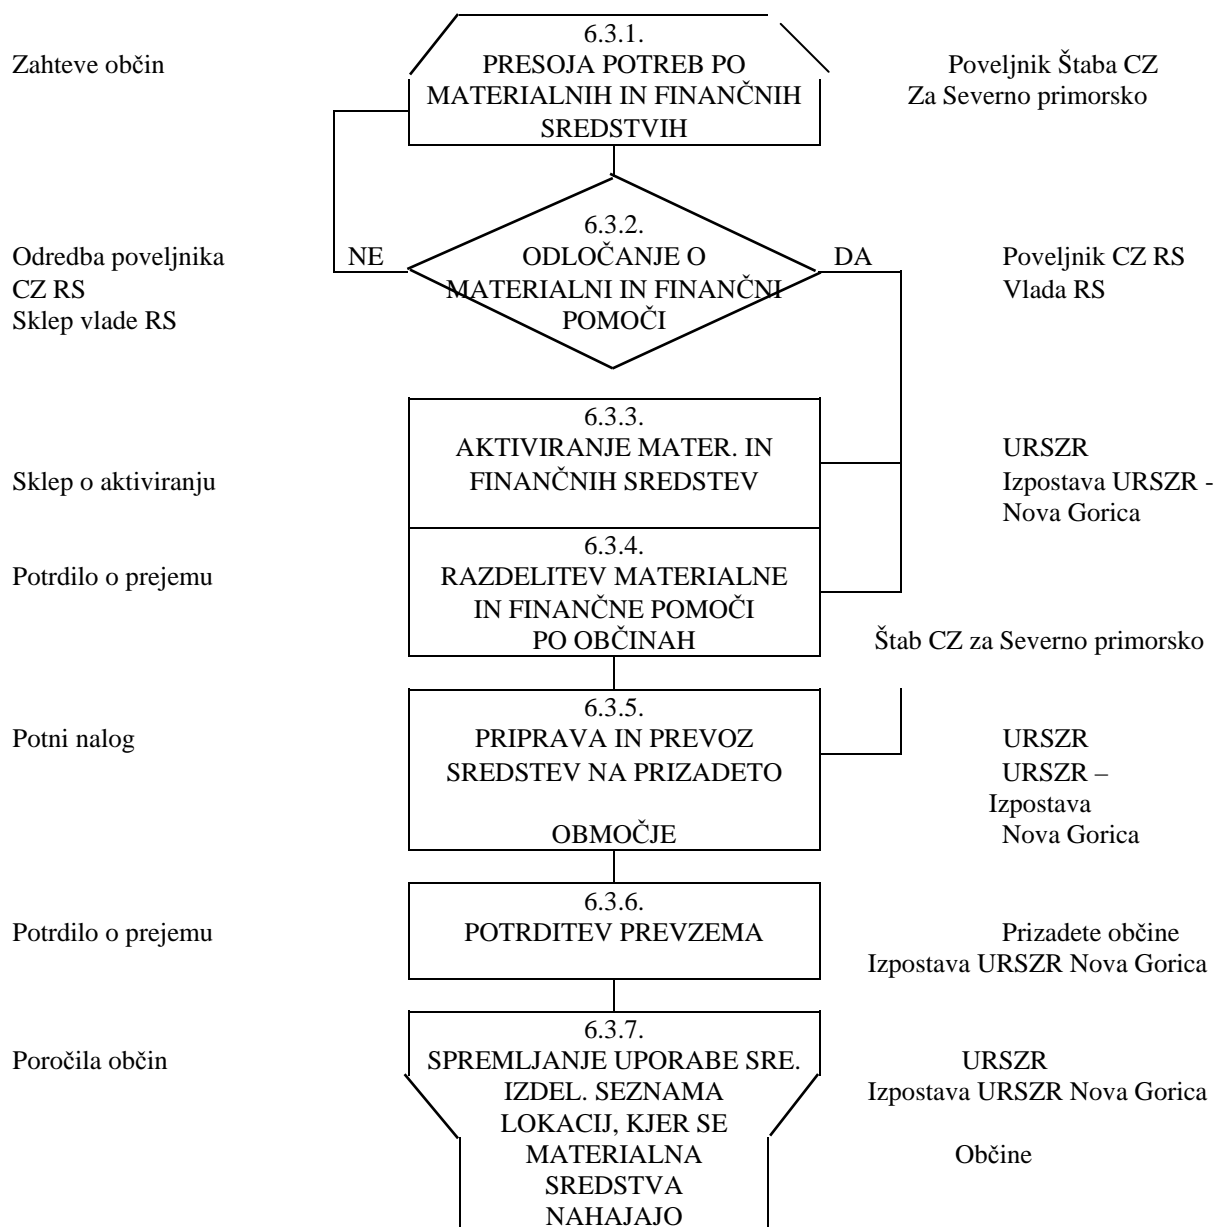 6.3.1.
Zahteve občin
PRESOJA POTREB PO
Poveljnik Štaba CZ
MATERIALNIH IN FINANČNIH
Za Severno primorsko
SREDSTVIH
6.3.2.
Odredba poveljnika
NE
ODLOČANJE O
DA
Poveljnik CZ RS
CZ RS
MATERIALNI IN FINANČNI
Vlada RS
Sklep vlade RS
POMOČI
6.3.3.
AKTIVIRANJE MATER. IN
URSZR
Sklep o aktiviranju
FINANČNIH SREDSTEV
Izpostava URSZR -
Nova Gorica
6.3.4.
Potrdilo o prejemu
RAZDELITEV MATERIALNE
IN FINANČNE POMOČI
PO OBČINAH
Štab CZ za Severno primorsko
6.3.5.
Potni nalog
PRIPRAVA IN PREVOZ
URSZR
SREDSTEV NA PRIZADETO
URSZR –
Izpostava
OBMOČJE
Nova Gorica
6.3.6.
Potrdilo o prejemu
POTRDITEV PREVZEMA
Prizadete občine
Izpostava URSZR Nova Gorica
6.3.7.
Poročila občin
SPREMLJANJE UPORABE SRE.
URSZR
IZDEL. SEZNAMA
Izpostava URSZR Nova Gorica
LOKACIJ, KJER SE
MATERIALNA
Občine
SREDSTVA
NAHAJAJO